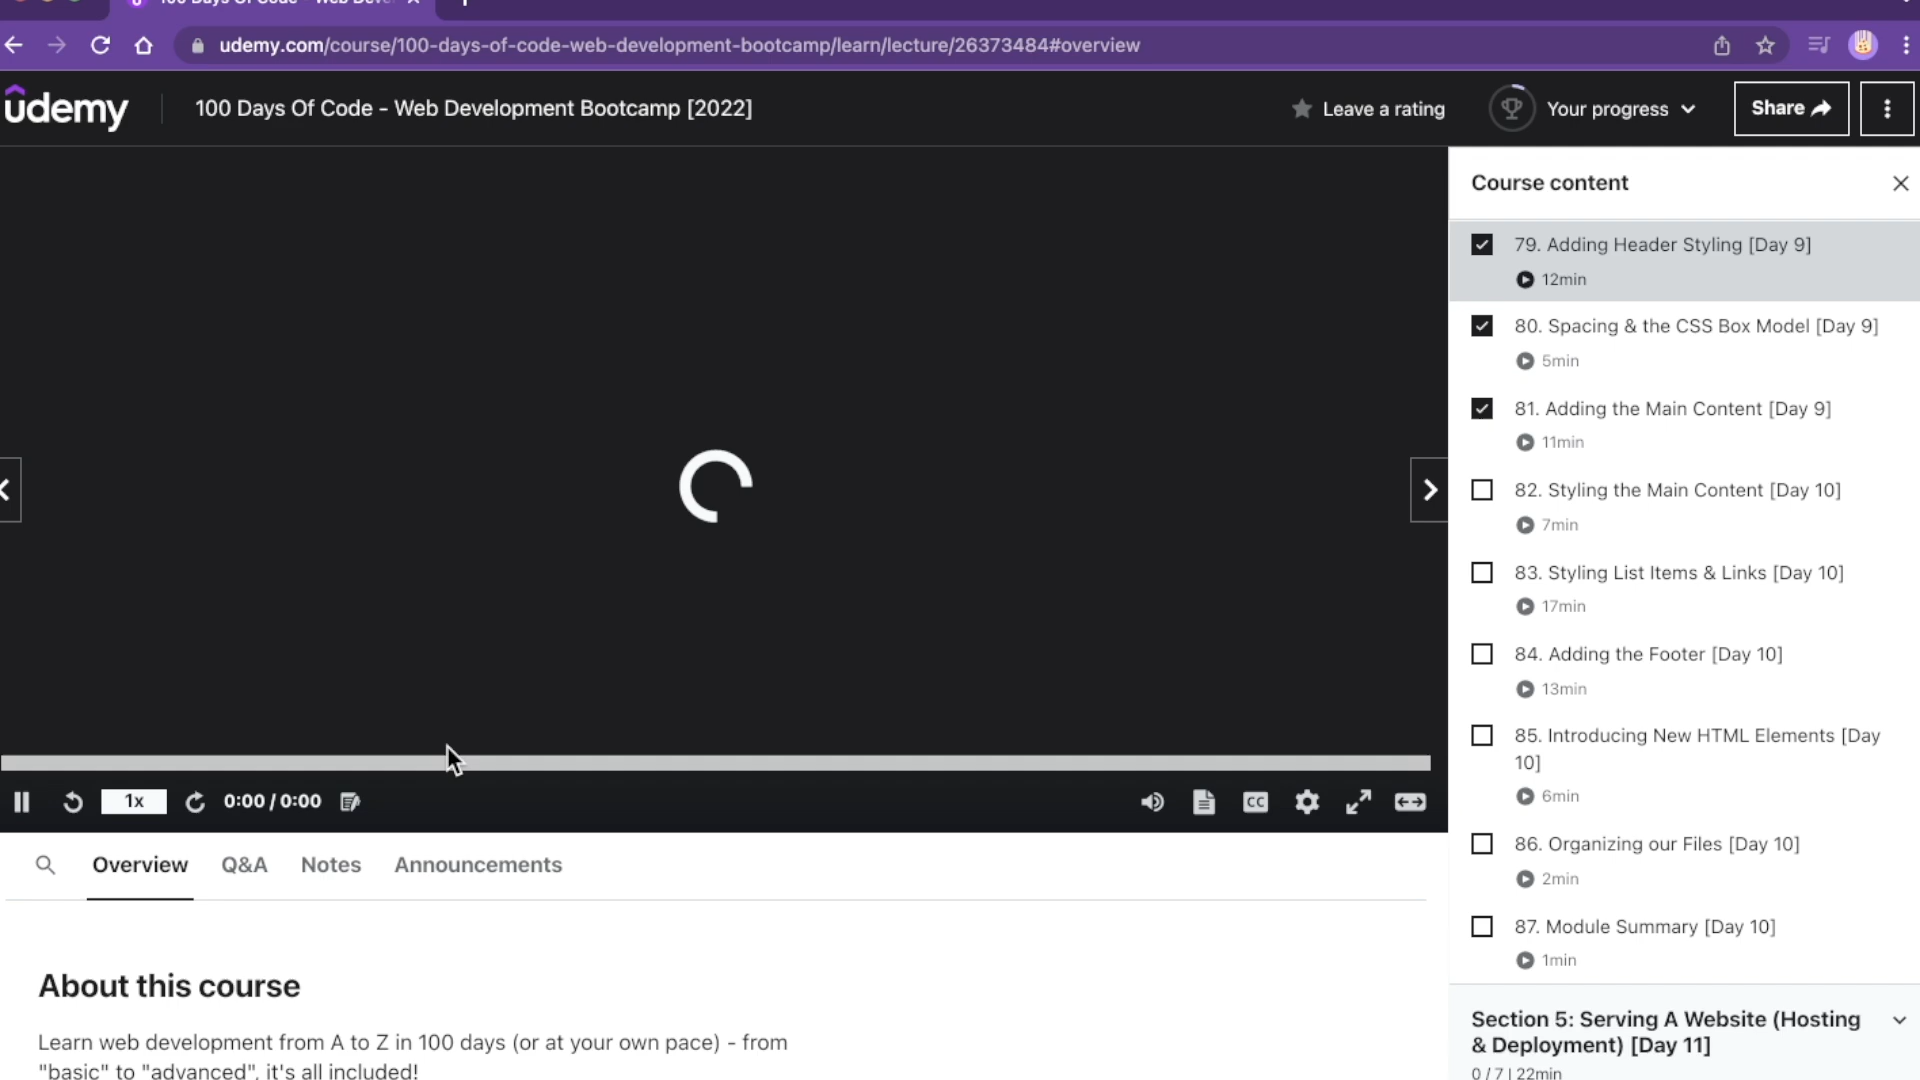 udemy.com/course/100-days-of-code-web-development-bootcamp/learn/lecture/26373484#overview
udemy
100 Days Of Code - Web Development Bootcamp [2022]
Leave a rating
Your progress
Share
Course content
79. Adding Header Styling [Day 9]
12min
80. Spacing & the CSS Box Model [Day 9]
5min
81. Adding the Main Content [Day 9]
11min
82. Styling the Main Content [Day 10]
7min
83. Styling List Items & Links [Day 10]
17min
84. Adding the Footer [Day 10]
13min
85. Introducing New HTML Elements [Day
10]
6min
86. Organizing our Files [Day 10]
2min
87. Module Summary [Day 10]
1min
Section 5: Serving A Website (Hosting
& Deployment) [Day 11]
0 / 7 | 22min
1x
0:00 / 0:00
CC
Overview
Q&A
Notes
Announcements
About this course
Learn web development from A to Z in 100 days (or at your own pace) - from
"basic" to "advanced", it's all included!